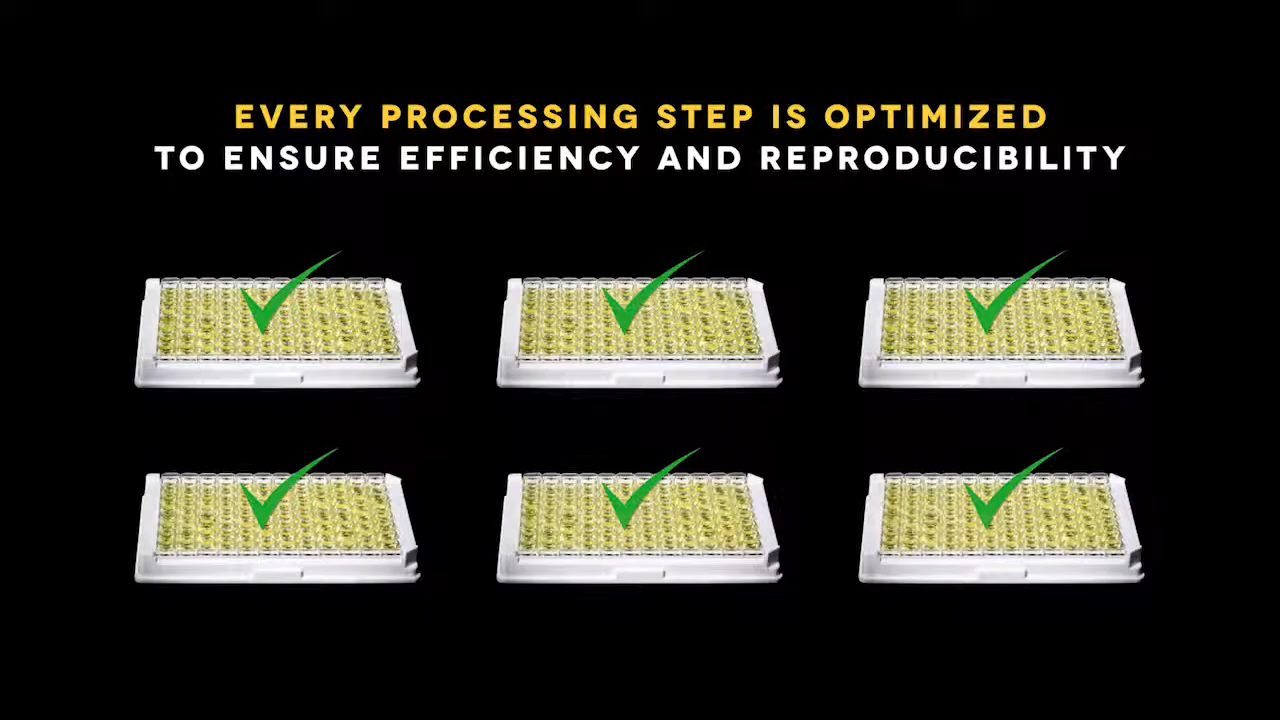 EVERY PROCESSING STEP IS OPTIMIZED
TO ENSURE EFFICIENCY AND REPRODUCIBILITY